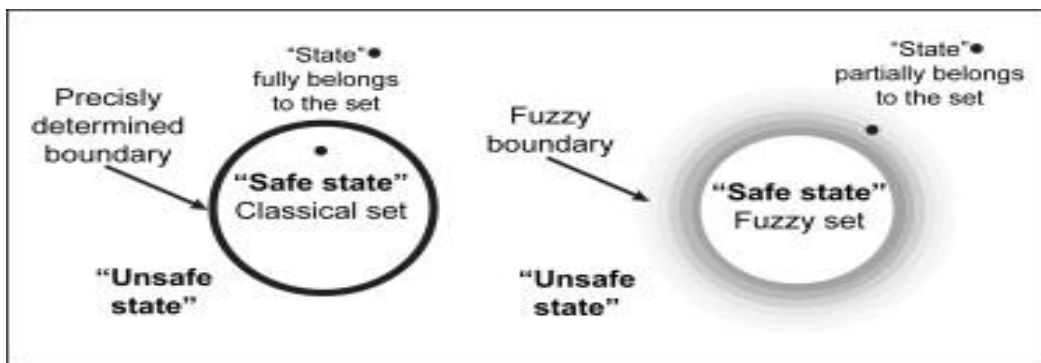 "State"●
fully belongs
to the set
Precisly
determined
boundary
"Safe state"
Classical set
"Unsafe
state"
"State"●
partially belongs
to the set
Fuzzy
boundary
"Safe state"
Fuzzy set
"Unsafe
state"